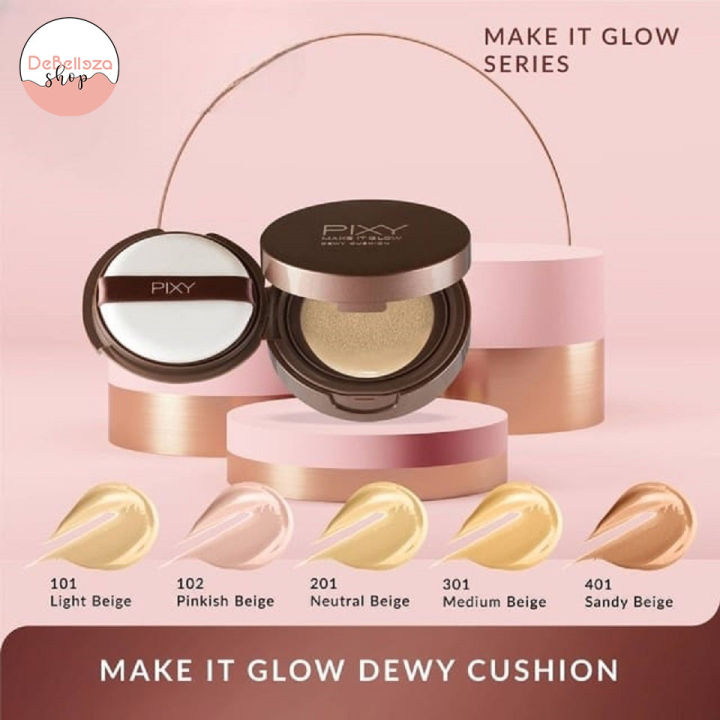 DeBellsza
shop
MAKE IT GLOW
SERIES
PIXY
MAKE IT GLOW
DEWY CUSHION
PIXY
101
Light Beige
102
Pinkish Beige
201
Neutral Beige
301
Medium Beige
401
Sandy Beige
MAKE IT GLOW DEWY CUSHION